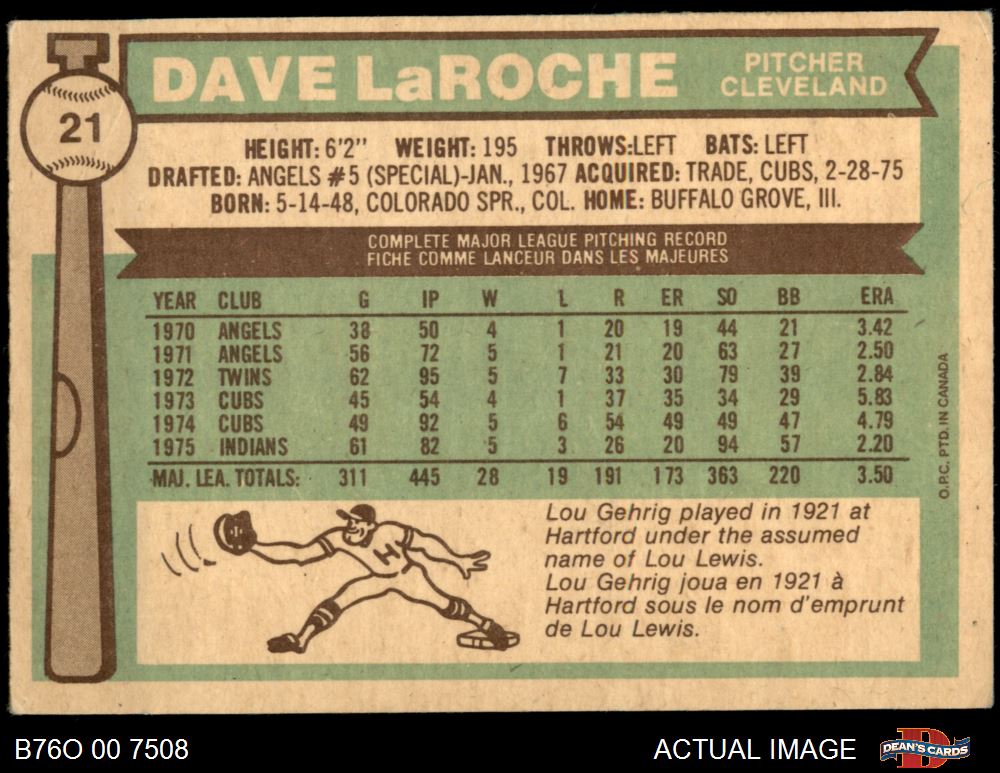 21
DAVE LaROCHE
PITCHER
CLEVELAND
HEIGHT: 6'2" WEIGHT: 195 THROWS:LEFT BATS: LEFT
DRAFTED: ANGELS #5 (SPECIAL)-JAN., 1967 ACQUIRED: TRADE, CUBS, 2-28-75
BORN: 5-14-48, COLORADO SPR., COL. HOME: BUFFALO GROVE, Ill.
COMPLETE MAJOR LEAGUE PITCHING RECORD
FICHE COMME LANCEUR DANS LES MAJEURES
YEAR CLUB G IP W L R ER SO BB ERA
1970 ANGELS 38 50 4 1 20 19 44 21 3.42
1971 ANGELS 56 72 5 1 21 20 63 27 2.50
1972 TWINS 62 95 5 7 33 30 79 39 2.84
1973 CUBS 45 54 4 1 37 35 34 29 5.83
1974 CUBS 49 92 5 6 54 49 49 47 4.79
1975 INDIANS 61 82 5 3 26 20 94 57 2.20
MAJ. LEA. TOTALS: 311 445 28 19 191 173 363 220 3.50
O.P.C. PTD. IN CANADA
H
Lou Gehrig played in 1921 at
Hartford under the assumed
name of Lou Lewis.
Lou Gehrig joua en 1921 à
Hartford sous le nom d'emprunt
de Lou Lewis.
B76O 00 7508
ACTUAL IMAGE
DEAN'S CARDS